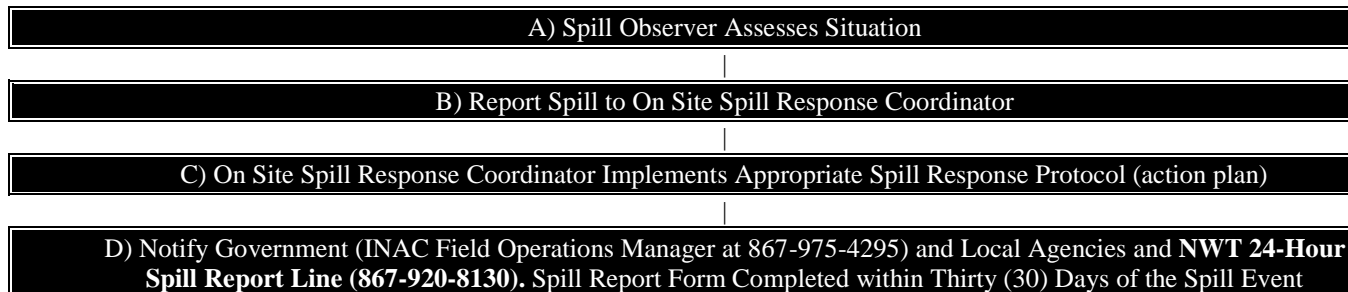 A) Spill Observer Assesses Situation
|
B) Report Spill to On Site Spill Response Coordinator
|
C) On Site Spill Response Coordinator Implements Appropriate Spill Response Protocol (action plan)
|
D) Notify Government (INAC Field Operations Manager at 867-975-4295) and Local Agencies and NWT 24-Hour
Spill Report Line (867-920-8130). Spill Report Form Completed within Thirty (30) Days of the Spill Event